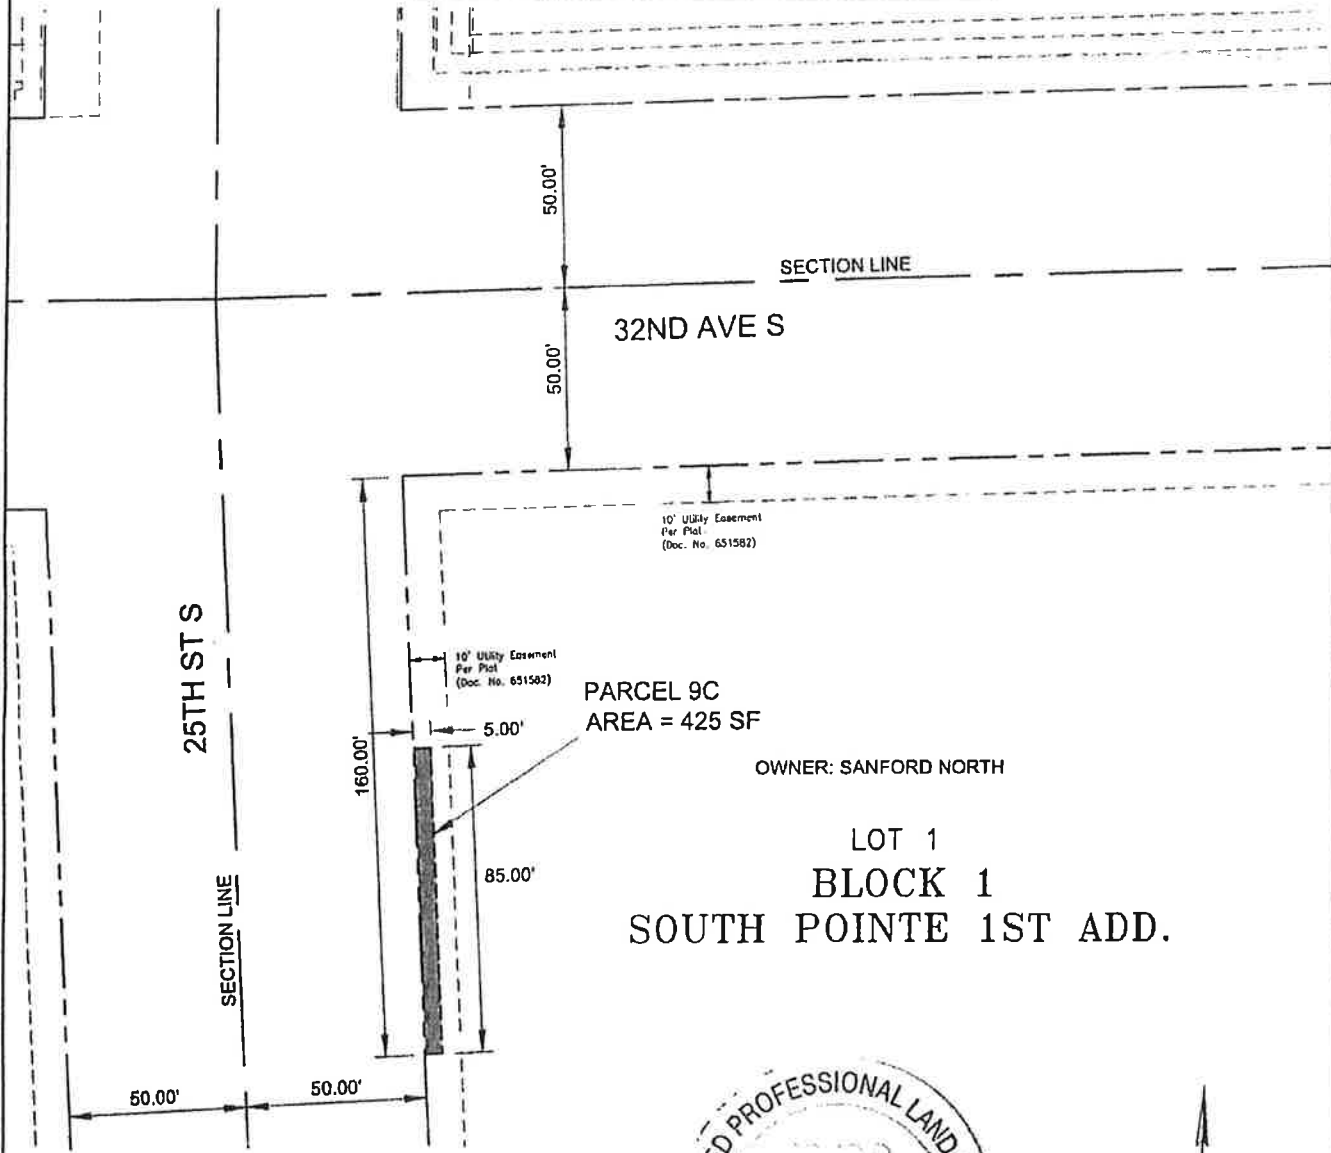 50.00'
SECTION LINE
32ND AVE S
50.00'
10' Utility Easement
Per Plat
(Doc. No. 651582)
25TH ST S
10' Utility Easement
Per Plat
(Doc. No. 651582)
PARCEL 9C
AREA = 425 SF
5.00'
160.00'
OWNER: SANFORD NORTH
LOT 1
BLOCK 1
SOUTH POINTE 1ST ADD.
85.00'
SECTION LINE
50.00'
50.00'
PROFESSIONAL LAND